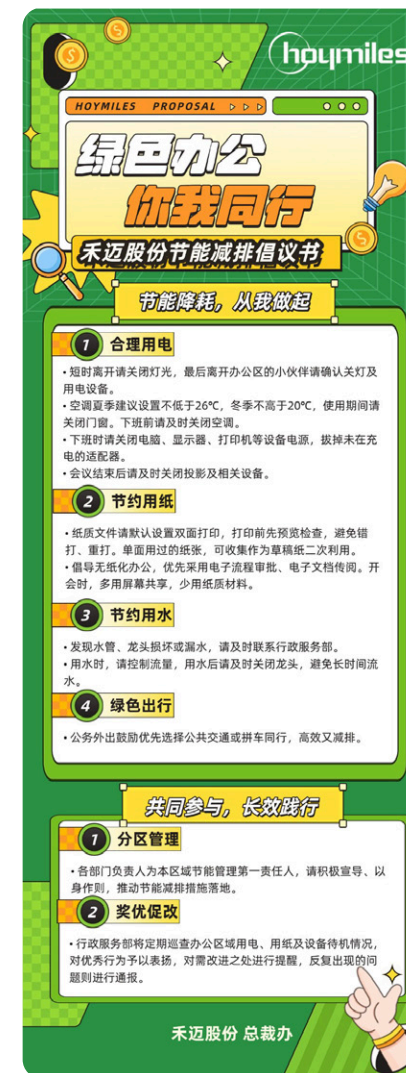 hoymiles
HOYMILES PROPOSAL
绿色办公
你我同行
禾迈股份节能减排倡议书
节能降耗，从我做起
1 合理用电
• 短时离开请关闭灯光，最后离开办公区的小伙伴请确认关灯及
用电设备。
• 空调夏季建议设置不低于26℃，冬季不高于20℃，使用期间请
关闭门窗。下班前请及时关闭空调。
• 下班时请关闭电脑、显示器、打印机等设备电源，拔掉未在充
电的适配器。
• 会议结束后请及时关闭投影及相关设备。
2 节约用纸
• 纸质文件请默认设置双面打印，打印前先预览检查，避免错
打、重打。单面用过的纸张，可收集作为草稿纸二次利用。
• 倡导无纸化办公，优先采用电子流程审批、电子文档传阅。开
会时，多用屏幕共享，少用纸质材料。
3 节约用水
• 发现水管、龙头损坏或漏水，请及时联系行政服务部。
• 用水时，请控制流量，用水后请及时关闭龙头，避免长时间流
水。
4 绿色出行
• 公务外出鼓励优先选择公共交通或拼车同行，高效又减排。
共同参与，长效践行
1 分区管理
• 各部门负责人为本区域节能管理第一责任人，请积极宣导、以
身作则，推动节能减排措施落地。
2 奖优促改
• 行政服务部将定期巡查办公区域用电、用纸及设备待机情况，
对优秀行为予以表扬，对需改进之处进行提醒，反复出现的问
题则进行通报。
禾迈股份 总裁办